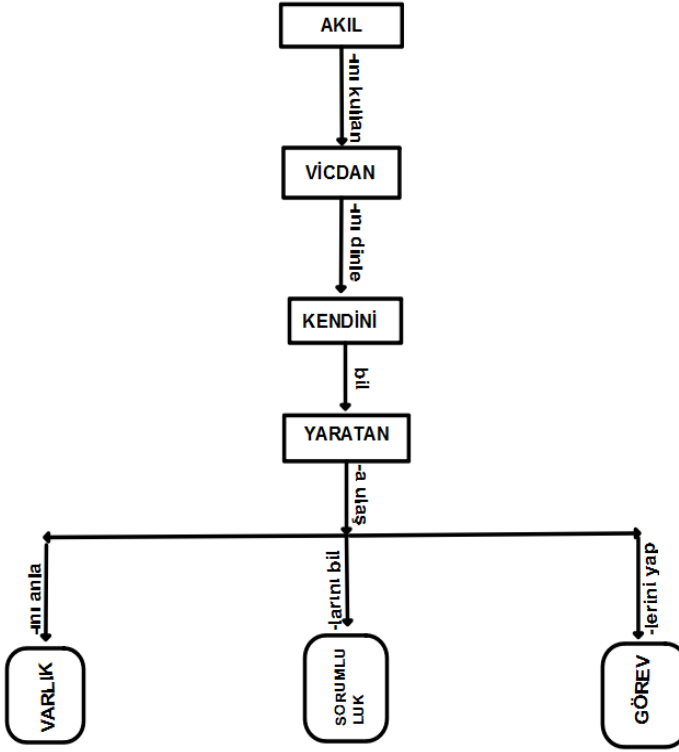 AKIL
-ını kullan
VİCDAN
-ını dinle
KENDİNİ
bil
YARATAN
-a ulaş
-ını anla
-larını bil
-lerini yap
VARLIK
SORUMLU
LUK
GÖREV